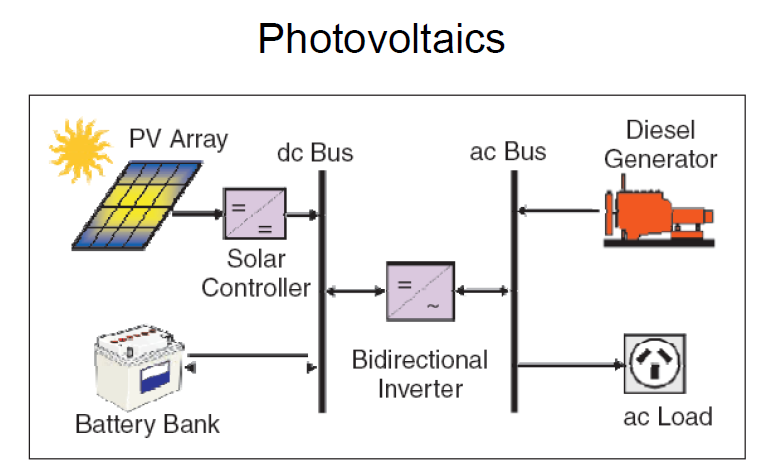 Photovoltaics
PV Array
dc Bus
ac Bus
Diesel
Generator
=
=
Solar
Controller
=
~
Bidirectional
Inverter
Battery Bank
ac Load